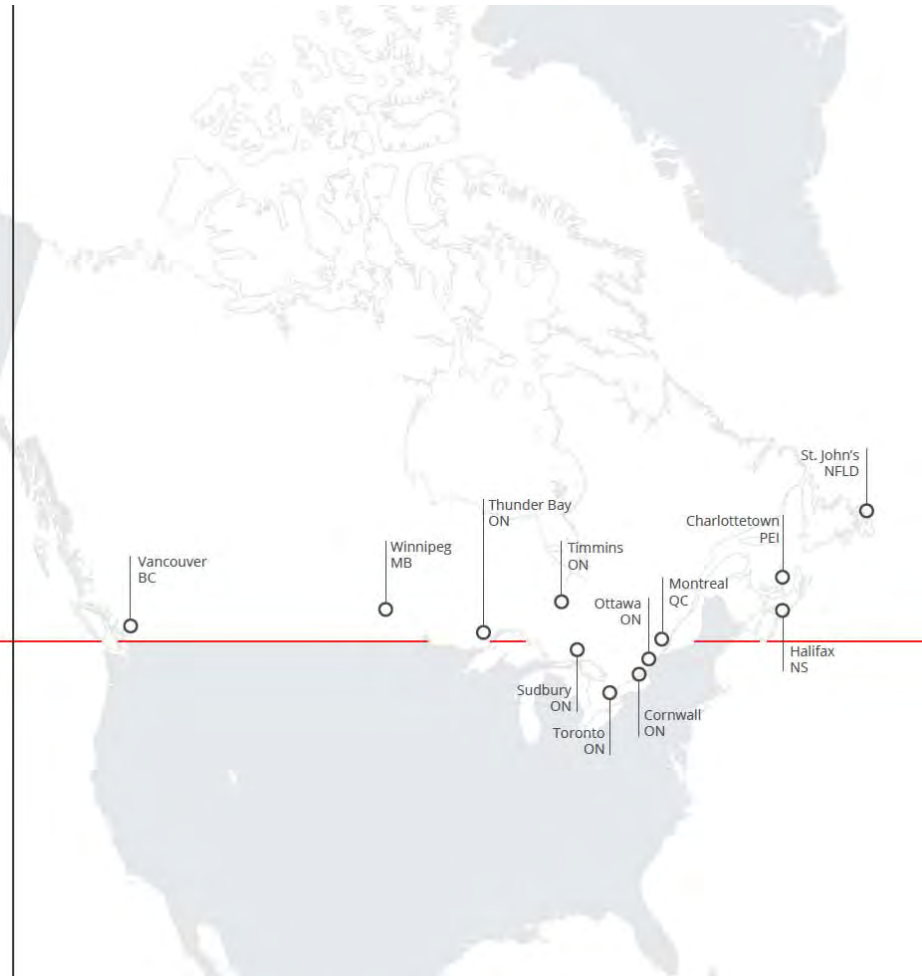 St. John's
NFLD
Thunder Bay
ON
Charlottetown
PEI
Winnipeg
MB
Timmins
ON
Vancouver
BC
Montreal
QC
Ottawa
ON
Halifax
NS
Sudbury
ON
Cornwall
ON
Toronto
ON